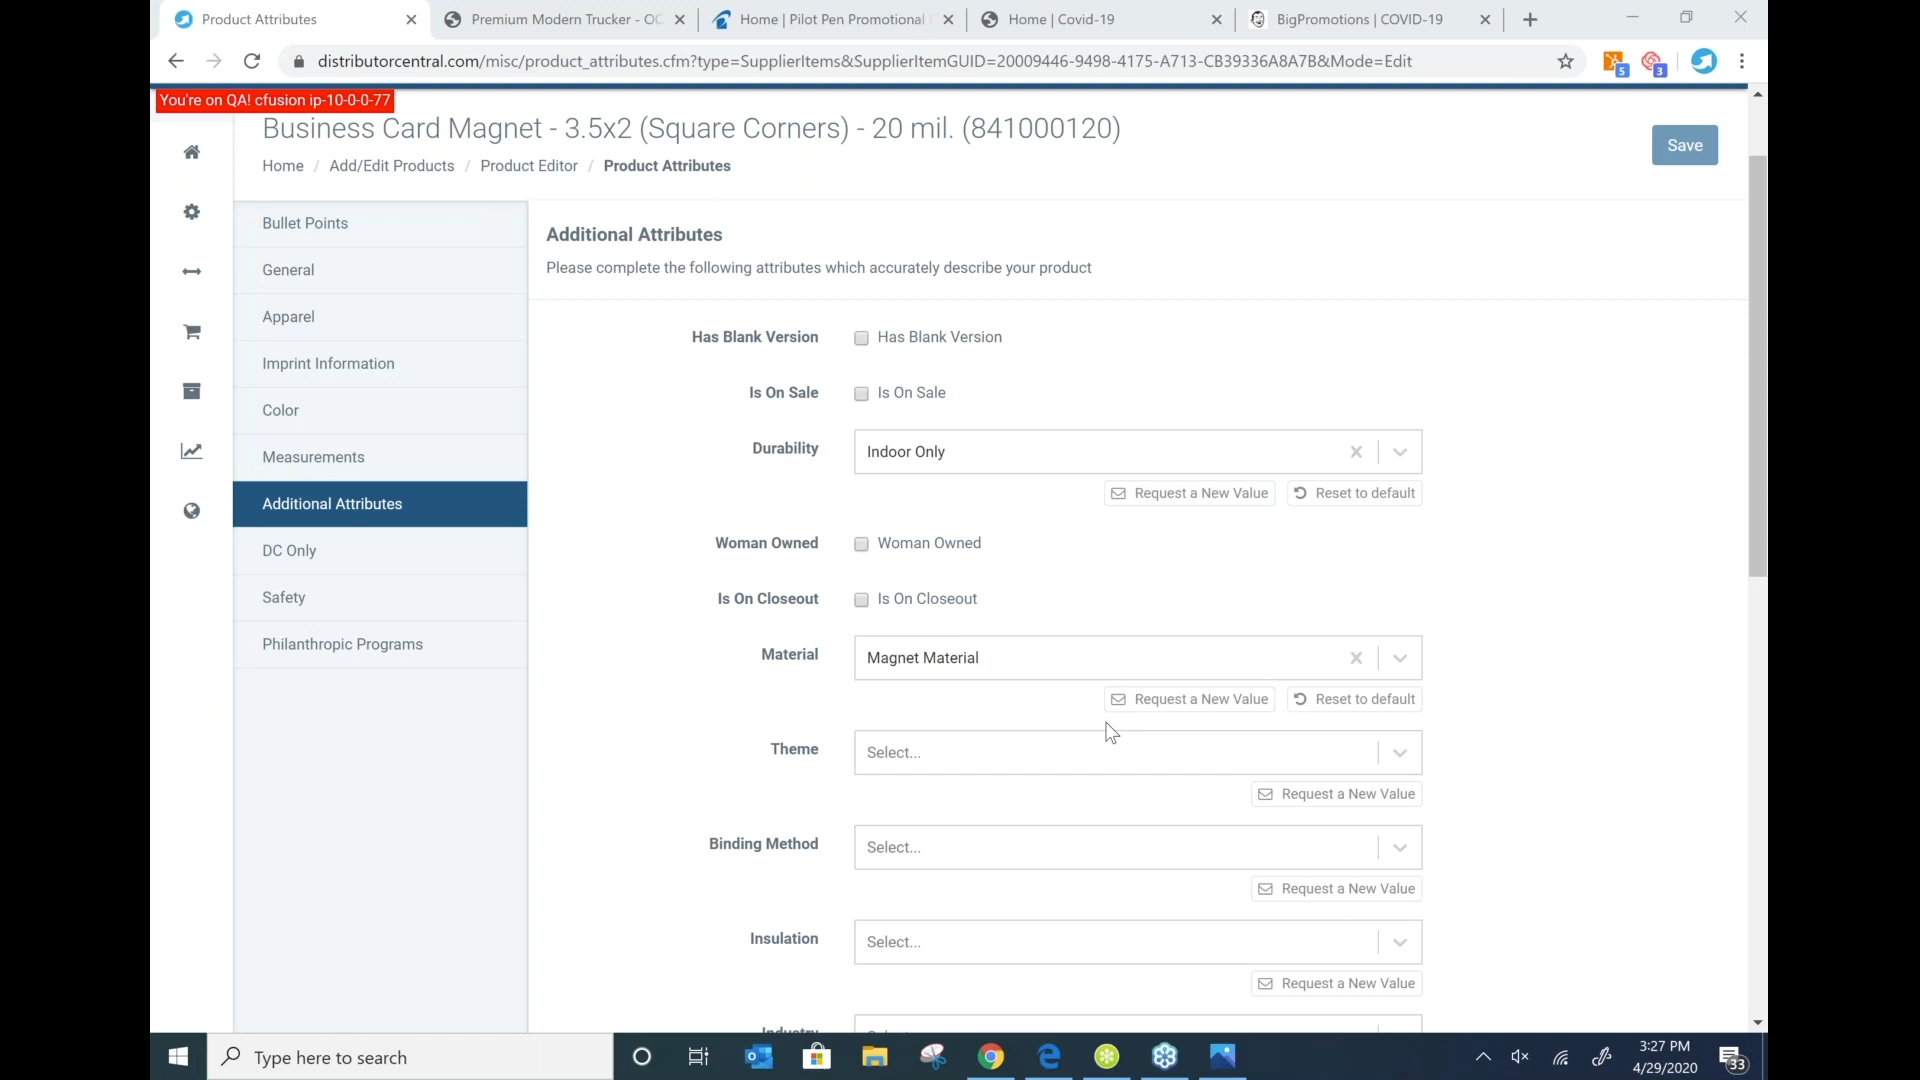 Product Attributes
Premium Modern Trucker - OC
Home | Pilot Pen Promotional
Home | Covid-19
BigPromotions | COVID-19
distributorcentral.com/misc/product_attributes.cfm?type=SupplierItems&SupplierItemGUID=20009446-9498-4175-A713-CB39336A8A7B&Mode=Edit
5
3
You're on QA! cfusion ip-10-0-0-77
Business Card Magnet - 3.5x2 (Square Corners) - 20 mil. (841000120)
Save
Home / Add/Edit Products / Product Editor / Product Attributes
Bullet Points
General
Apparel
Imprint Information
Color
Measurements
Additional Attributes
DC Only
Safety
Philanthropic Programs
Additional Attributes
Please complete the following attributes which accurately describe your product
Has Blank Version Has Blank Version
Is On Sale Is On Sale
Durability Indoor Only
Request a New Value Reset to default
Woman Owned Woman Owned
Is On Closeout Is On Closeout
Material Magnet Material
Request a New Value Reset to default
Theme Select...
Request a New Value
Binding Method Select...
Request a New Value
Insulation Select...
Request a New Value
Industry
Type here to search
3:27 PM
4/29/2020
33